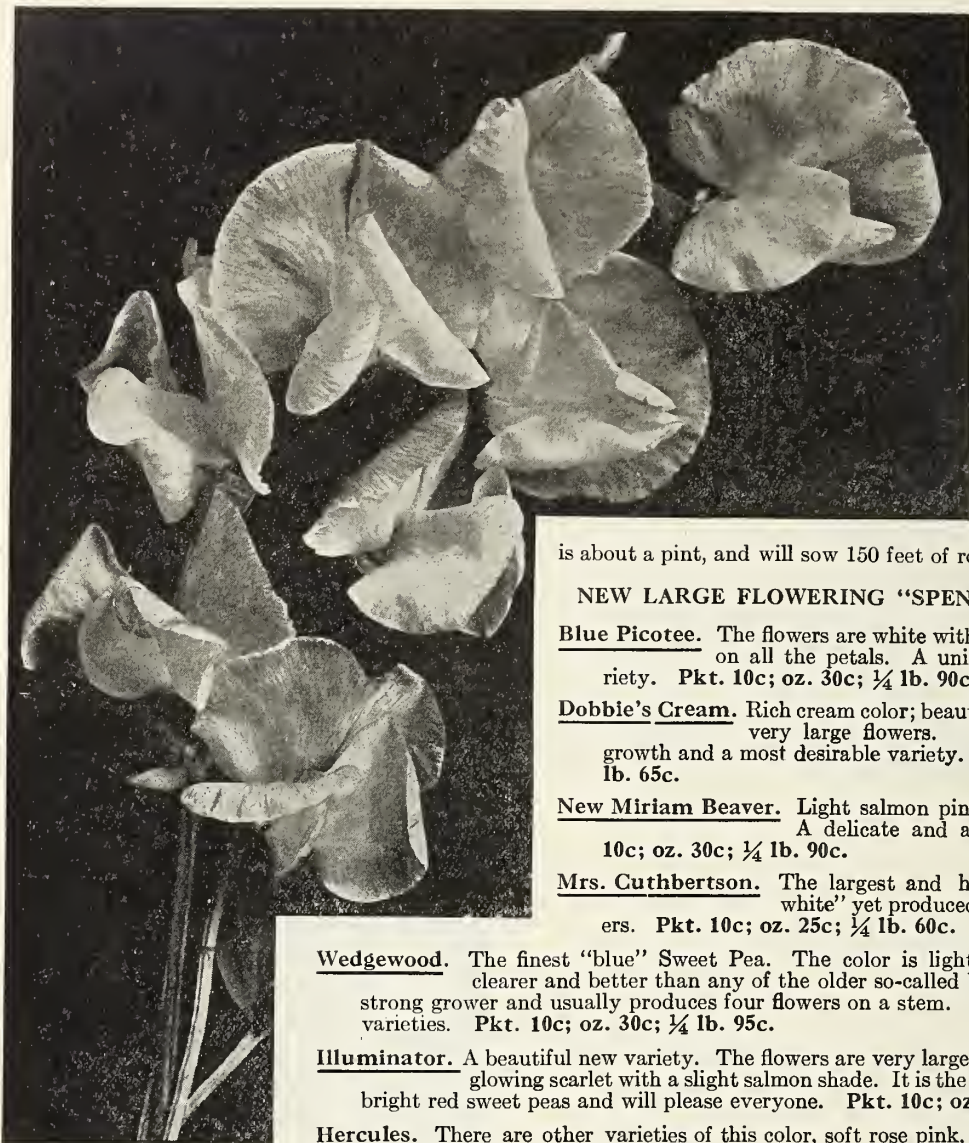 is about a pint, and will sow 150 feet of
NEW LARGE FLOWERING “SPEN
Blue Picotee. The flowers are white with
on all the petals. A uni
riety. Pkt. 10c; oz. 30c; ¼ lb. 90c
Dobbie's Cream. Rich cream color; beau
very large flowers.
growth and a most desirable variety.
lb. 65c.
New Miriam Beaver. Light salmon pin
A delicate and a
10c; oz. 30c; ¼ lb. 90c.
Mrs. Cuthbertson. The largest and h
white” yet produced
ers. Pkt. 10c; oz. 25c; ¼ lb. 60c.
Wedgewood. The finest “blue” Sweet Pea. The color is light
clearer and better than any of the older so-called
strong grower and usually produces four flowers on a stem.
varieties. Pkt. 10c; oz. 30c; ¼ lb. 95c.
Illuminator. A beautiful new variety. The flowers are very large
glowing scarlet with a slight salmon shade. It is the
bright red sweet peas and will please everyone. Pkt. 10c; oz
Hercules. There are other varieties of this color, soft rose pink,